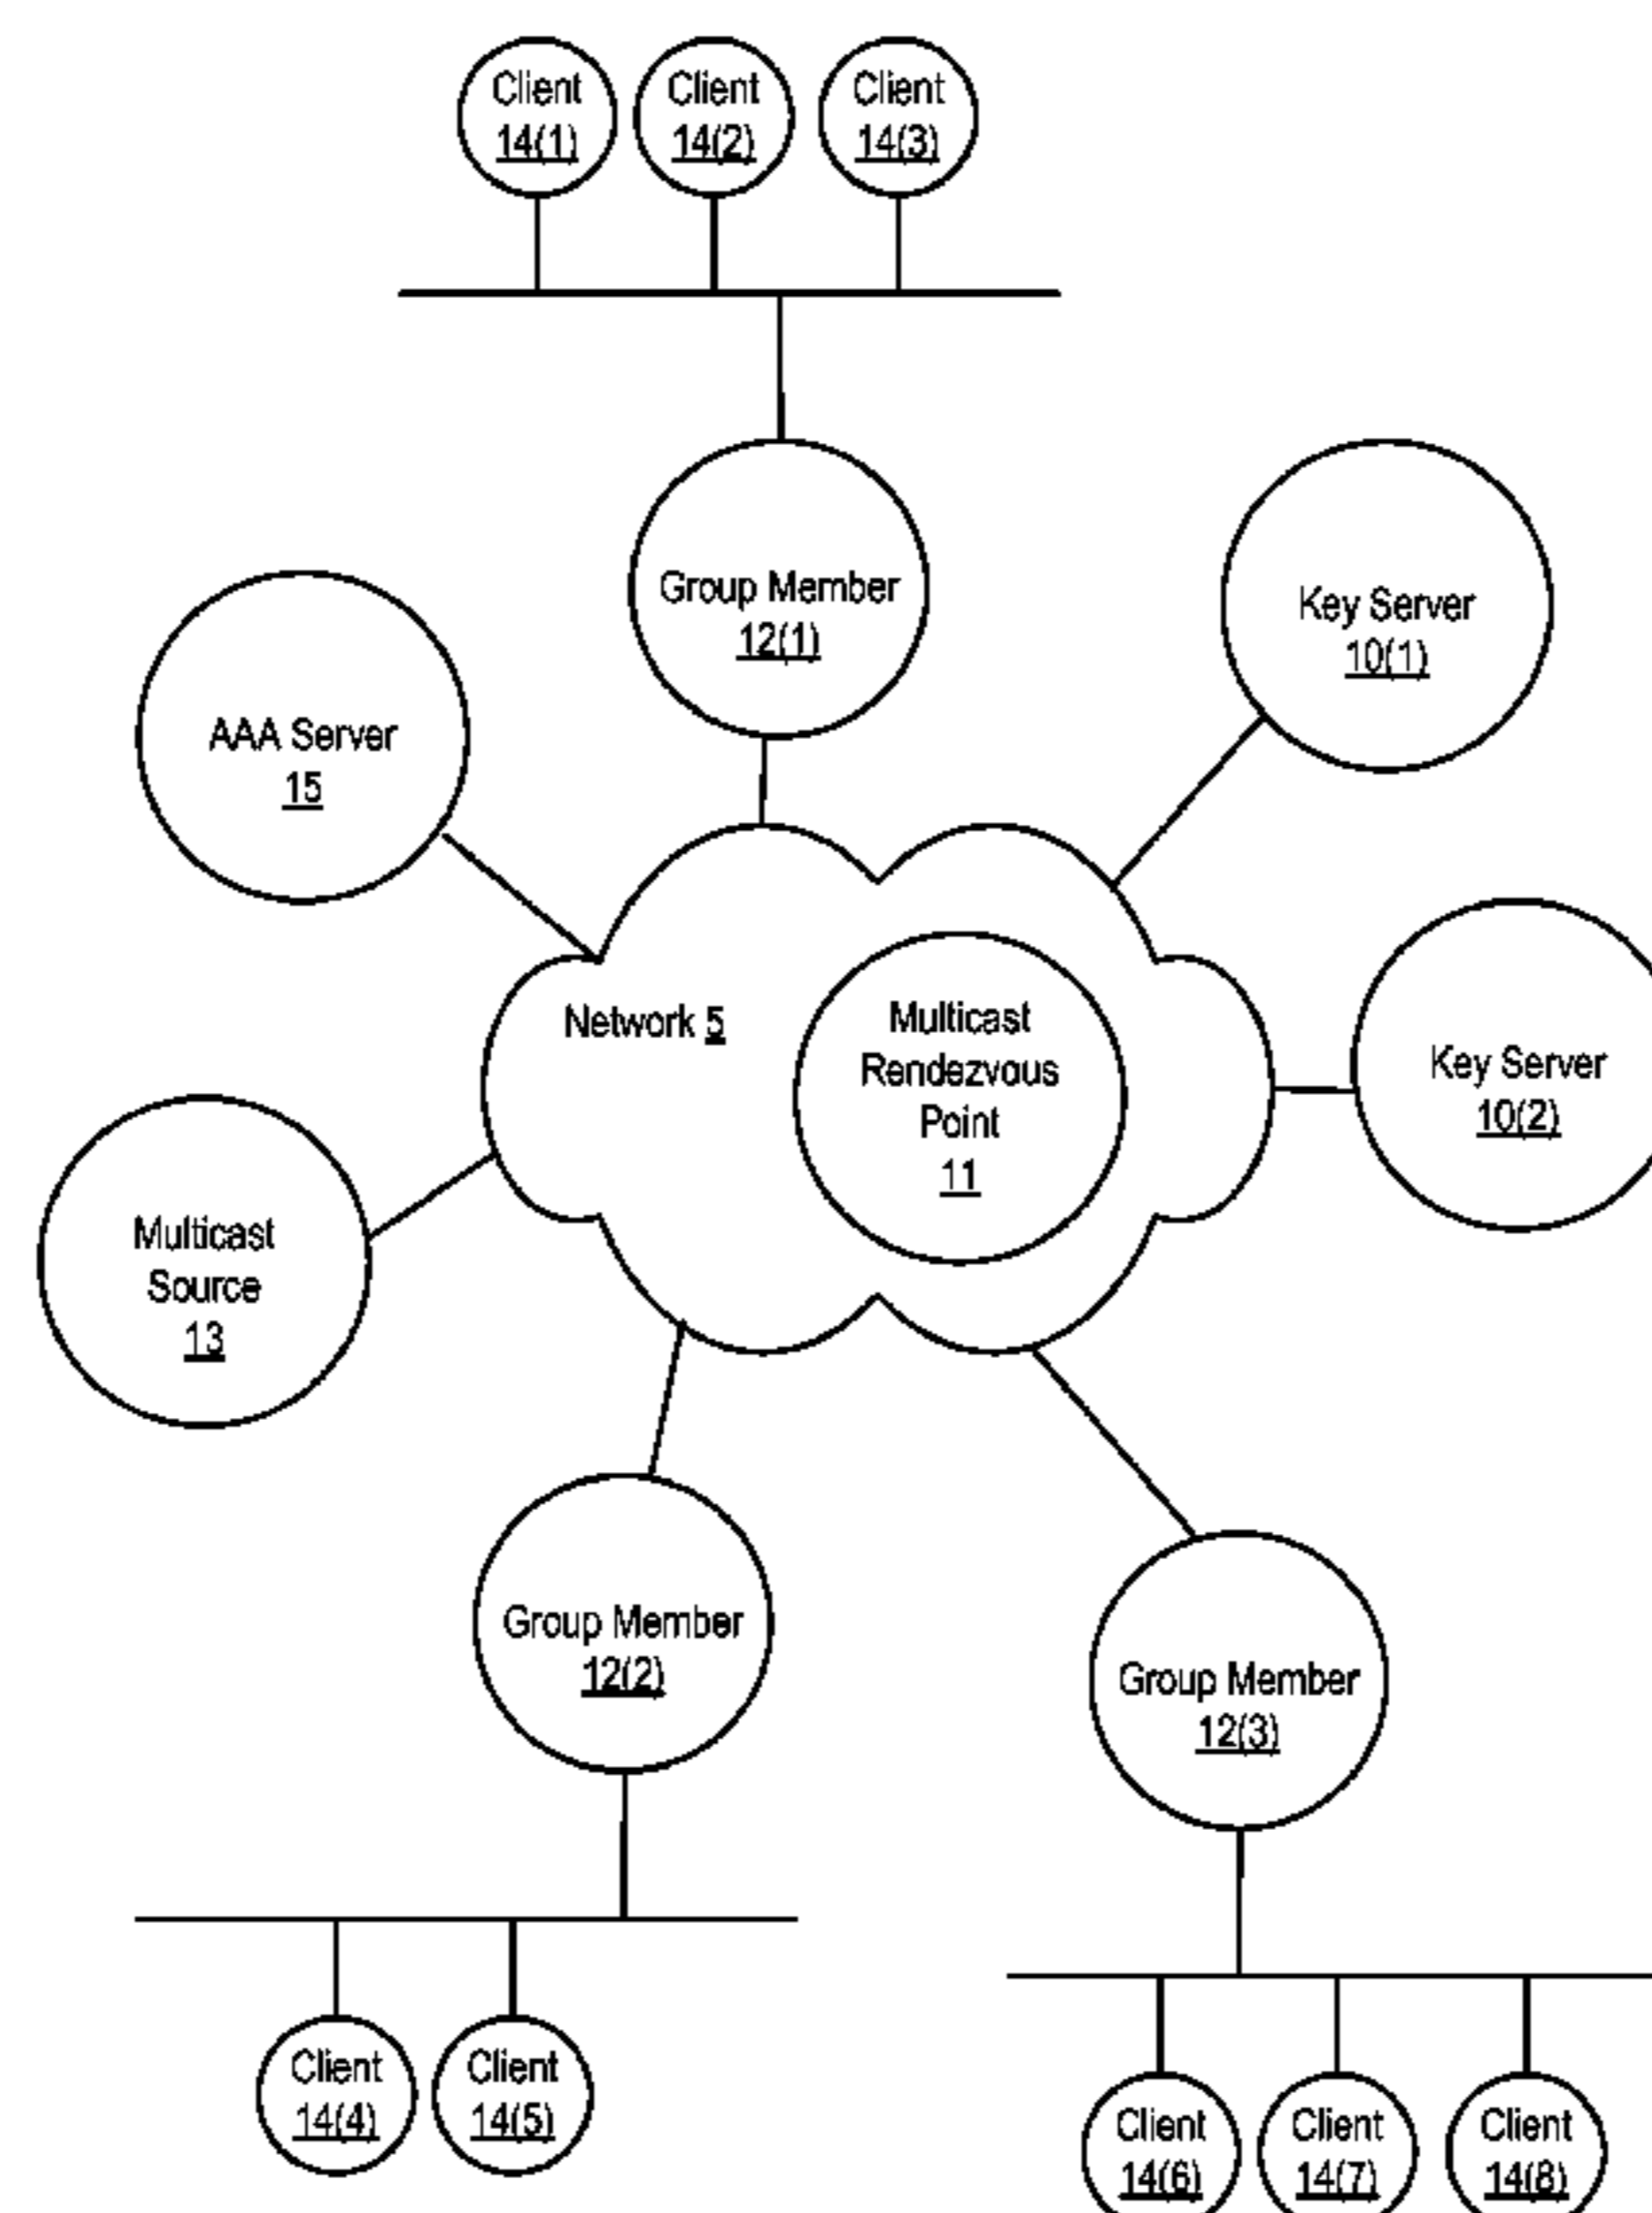 Client
14(1)
Client
14(2)
Client
14(3)
Group Member
12(1)
Key Server
10(1)
AAA Server
15
Network 5
Multicast
Rendezvous
Point
11
Key Server
10(2)
Multicast
Source
13
Group Member
12(2)
Group Member
12(3)
Client
14(4)
Client
14(5)
Client
14(6)
Client
14(7)
Client
14(8)